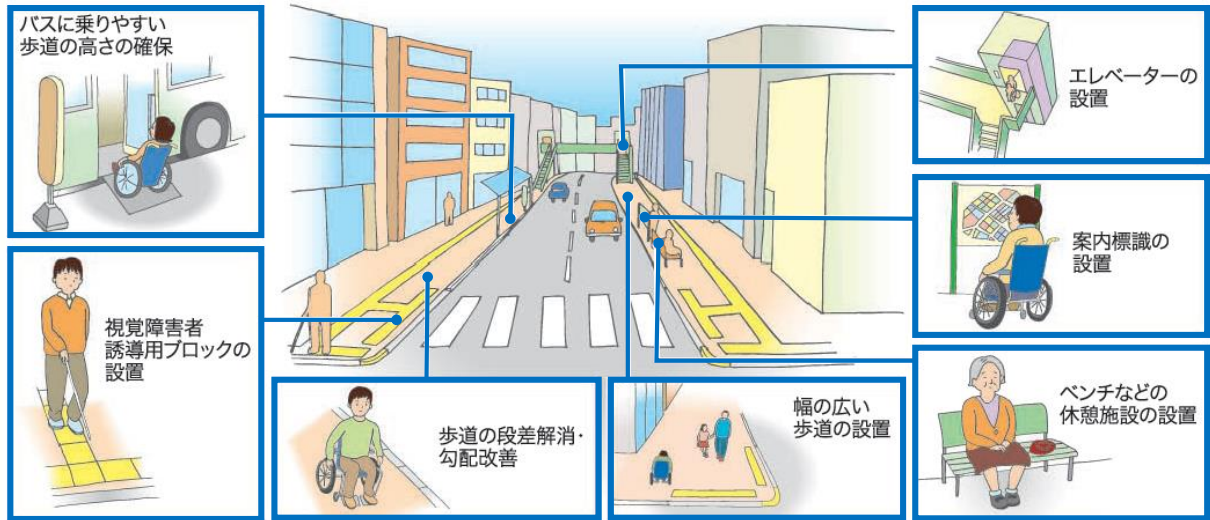 バスに乗りやすい
歩道の高さの確保
エレベーターの
設置
案内標識の
設置
視覚障害者
誘導用ブロックの
設置
歩道の段差解消・
勾配改善
幅の広い
歩道の設置
ベンチなどの
休憩施設の設置